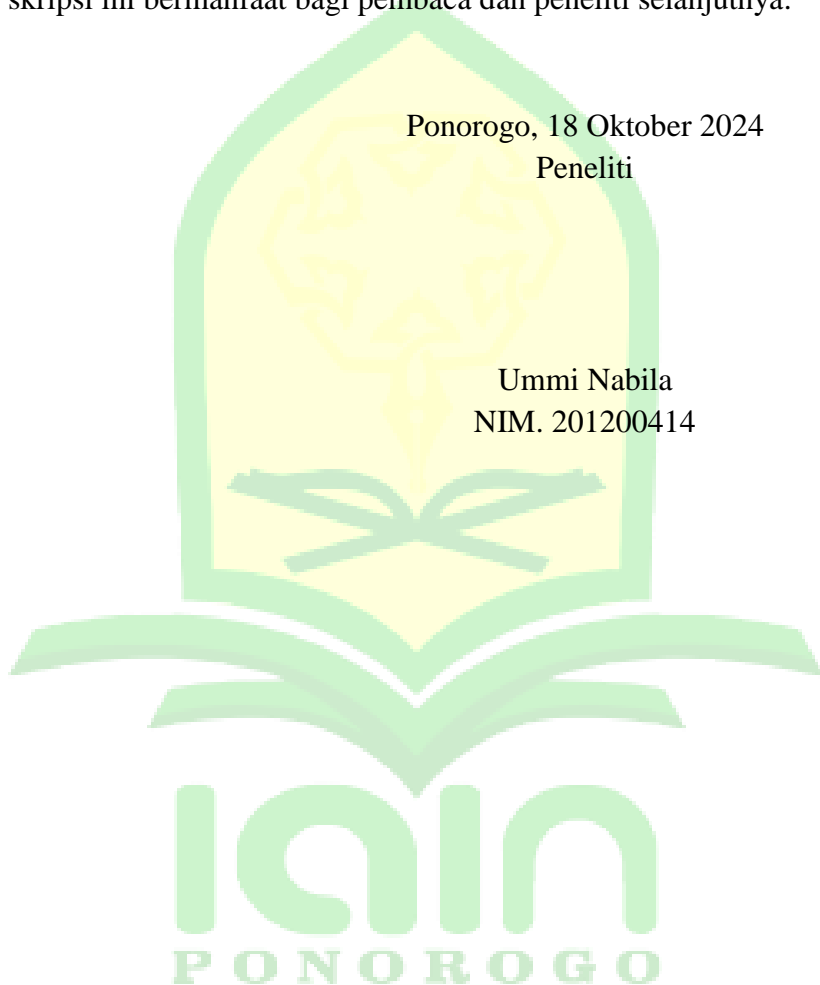 skripsi ini bermanfaat bagi pembaca dan peneliti selanjutnya.
Ponorogo, 18 Oktober 2024
Peneliti
Ummi Nabila
NIM. 201200414
iain
PONOROGO